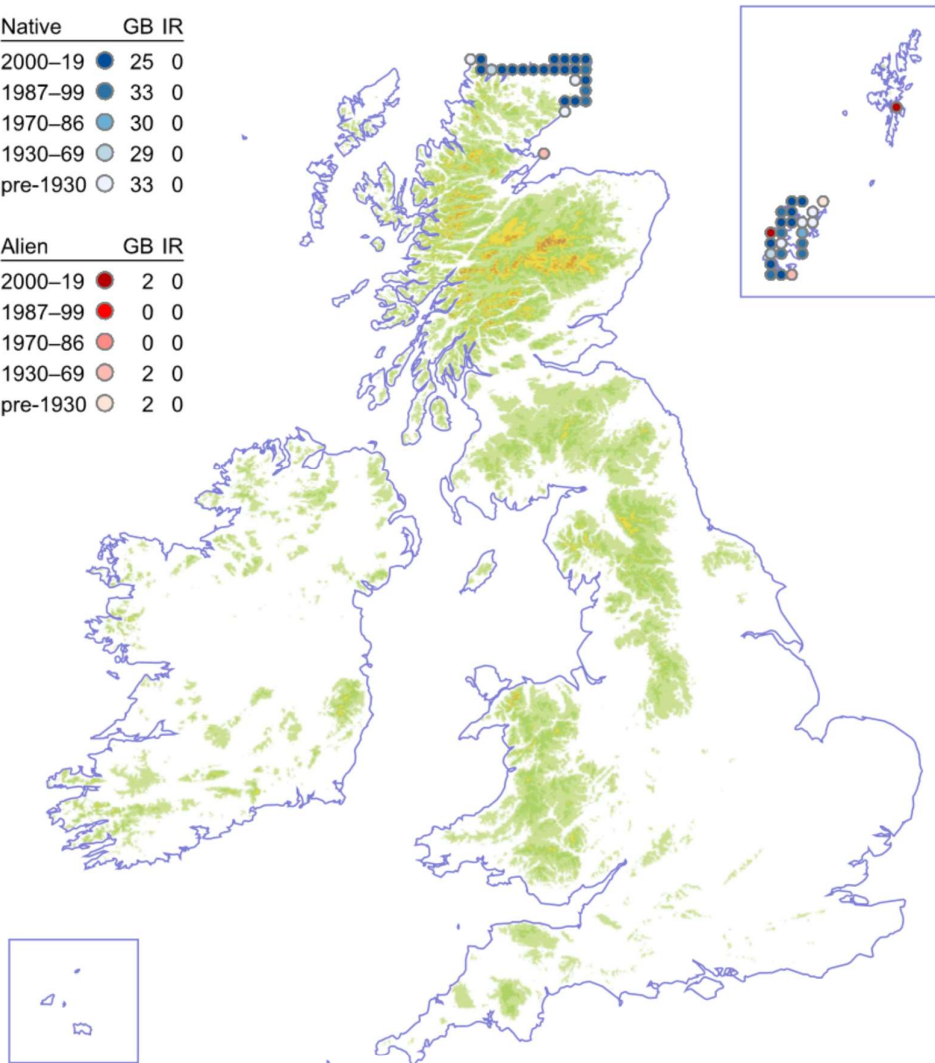 Native GB IR
2000–19 25 0
1987–99 33 0
1970–86 30 0
1930–69 29 0
pre-1930 33 0
Alien GB IR
2000–19 2 0
1987–99 0 0
1970–86 0 0
1930–69 2 0
pre-1930 2 0